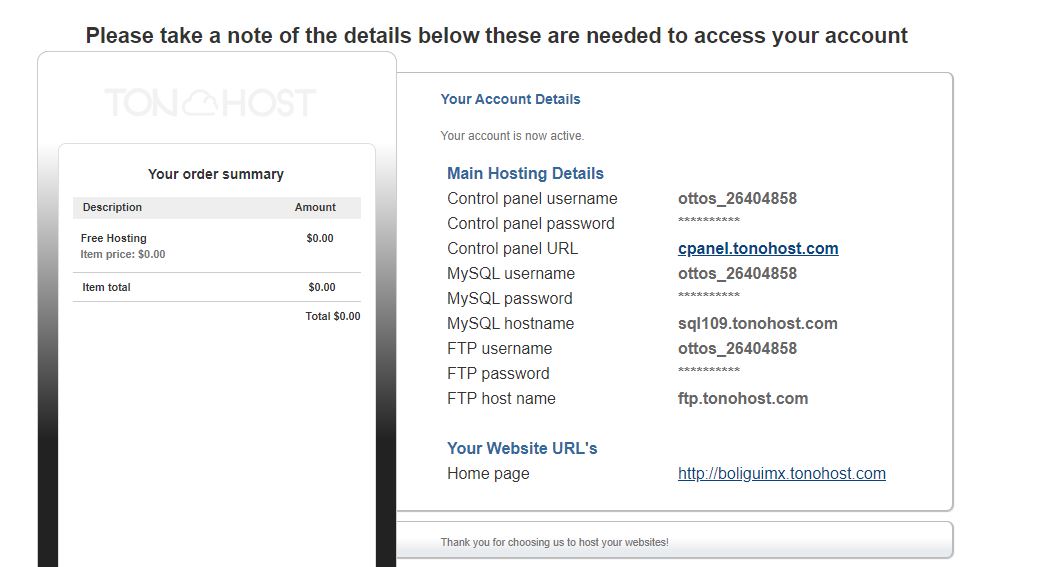 Please take a note of the details below these are needed to access your account
TONOHOST
Your order summary
Description Amount
Free Hosting $0.00
Item price: $0.00
Item total $0.00
Total $0.00
Your Account Details
Your account is now active.
Main Hosting Details
Control panel username ottos_26404858
Control panel password **********
Control panel URL cpanel.tonohost.com
MySQL username ottos_26404858
MySQL password **********
MySQL hostname sql109.tonohost.com
FTP username ottos_26404858
FTP password **********
FTP host name ftp.tonohost.com
Your Website URL's
Home page http://boliguimx.tonohost.com
Thank you for choosing us to host your websites!